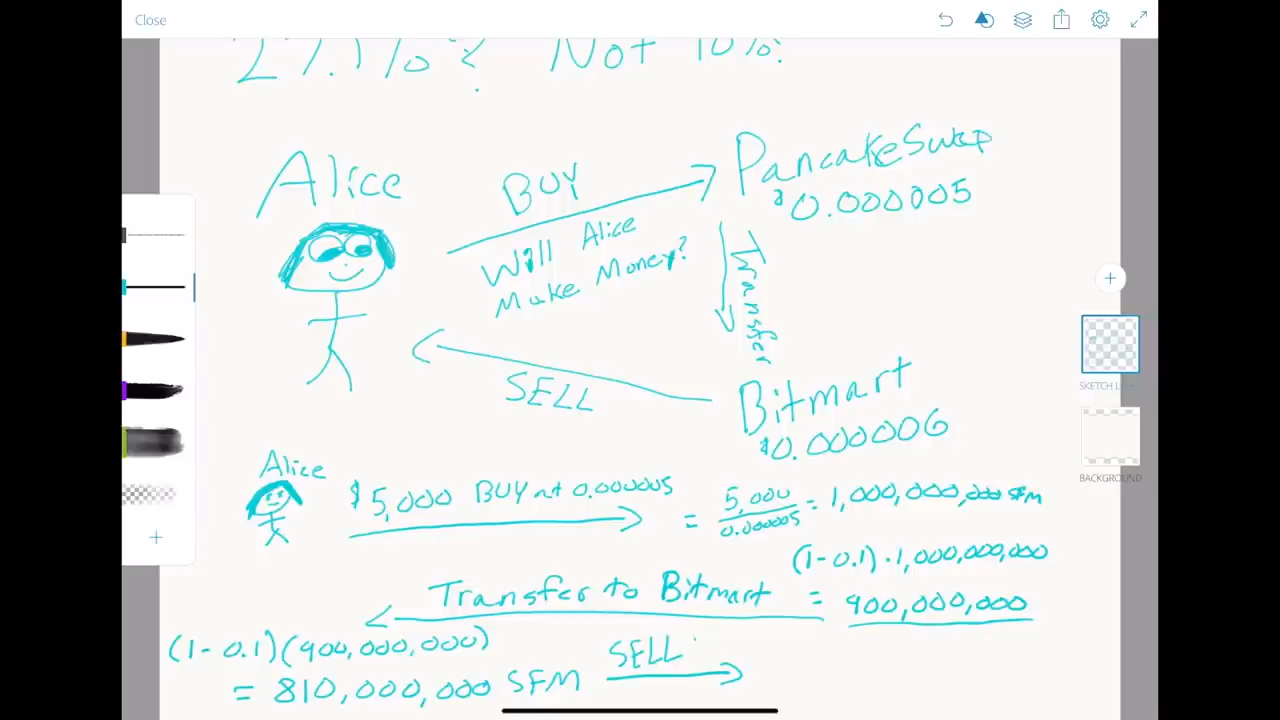 Close
27.1%? Not 10%?
Alice
BUY
PancakeSwap
$0.000005
Will Alice
Make Money?
Transfer
SELL
Bitmart
$0.000006
SKETCH L
BACKGROUND
Alice
$5,000 BUY at 0.000005
= 5,000 / 0.000005 = 1,000,000,000 SFM
(1-0.1) · 1,000,000,000
Transfer to Bitmart = 900,000,000
(1-0.1)(900,000,000)
= 810,000,000 SFM
SELL